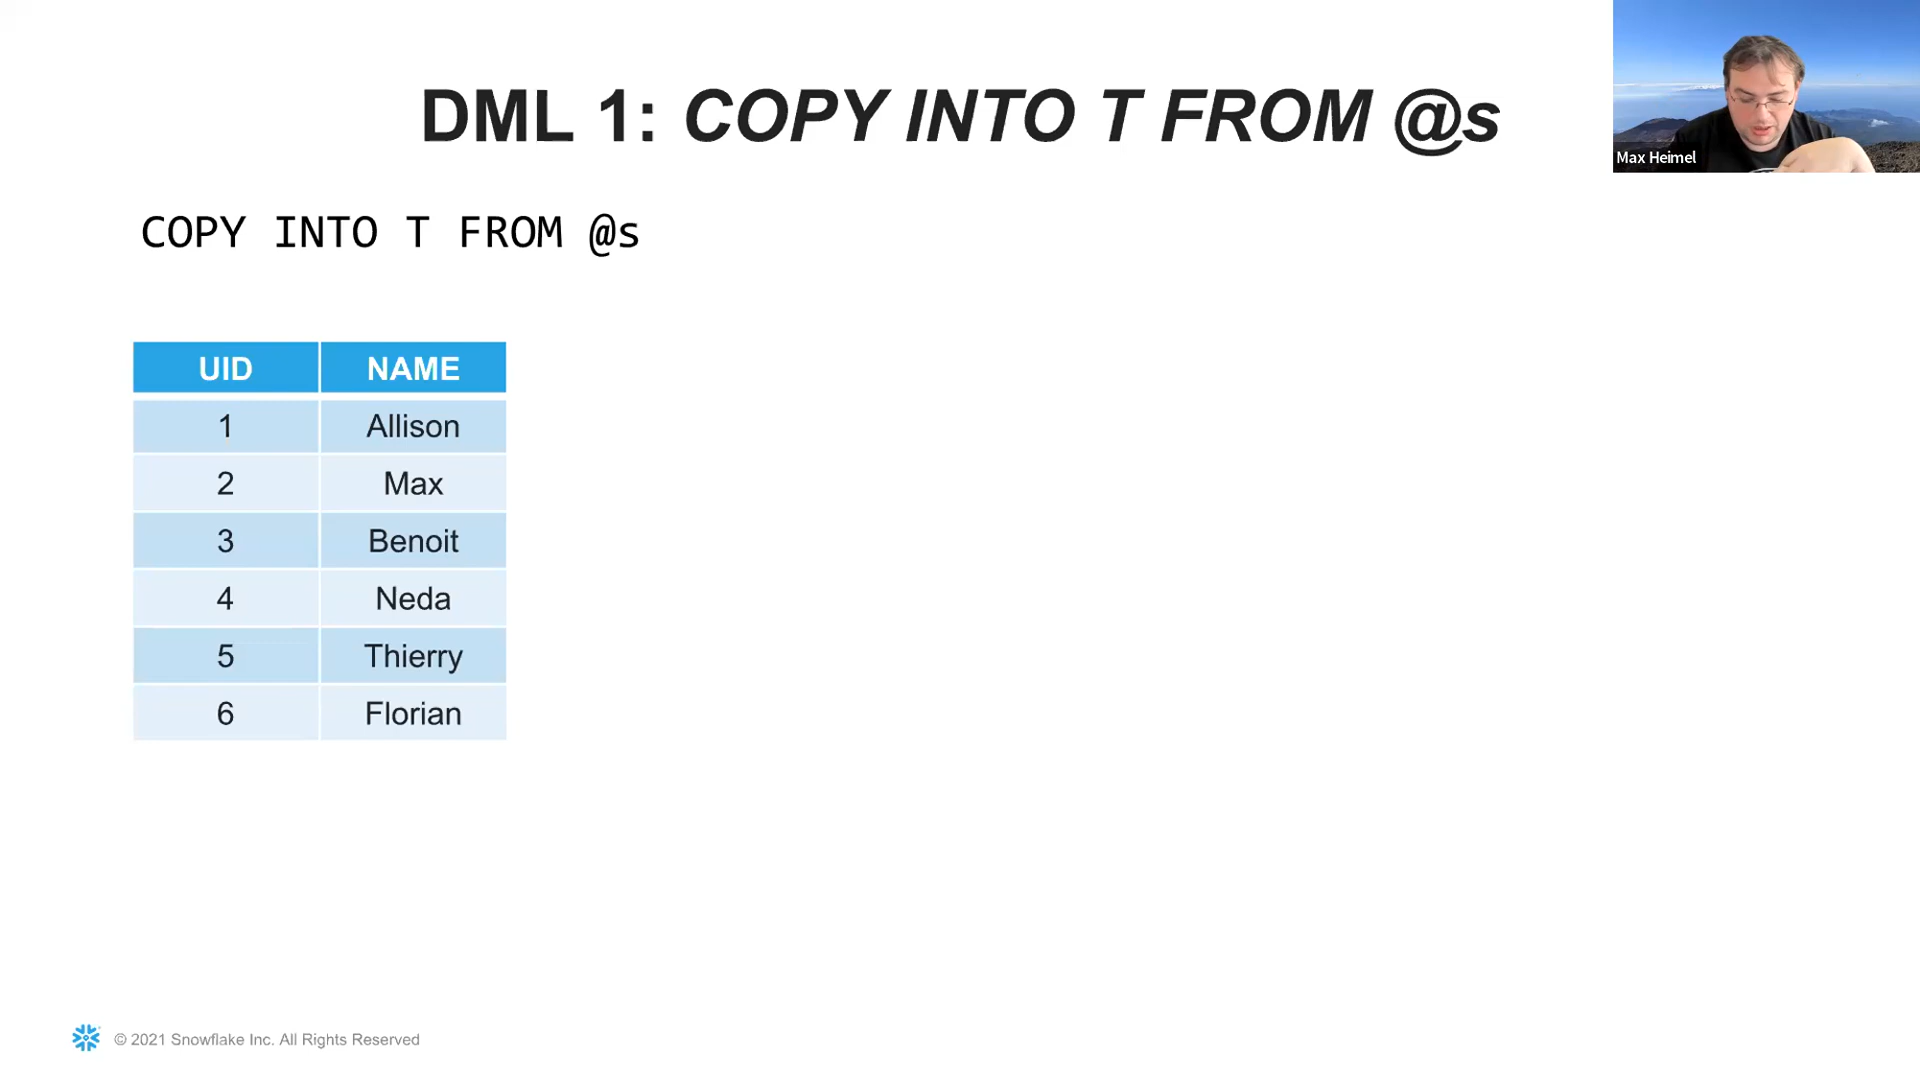 DML 1: COPY INTO T FROM @s
Max Heimel
COPY INTO T FROM @s
UID NAME
1 Allison
2 Max
3 Benoit
4 Neda
5 Thierry
6 Florian
© 2021 Snowflake Inc. All Rights Reserved